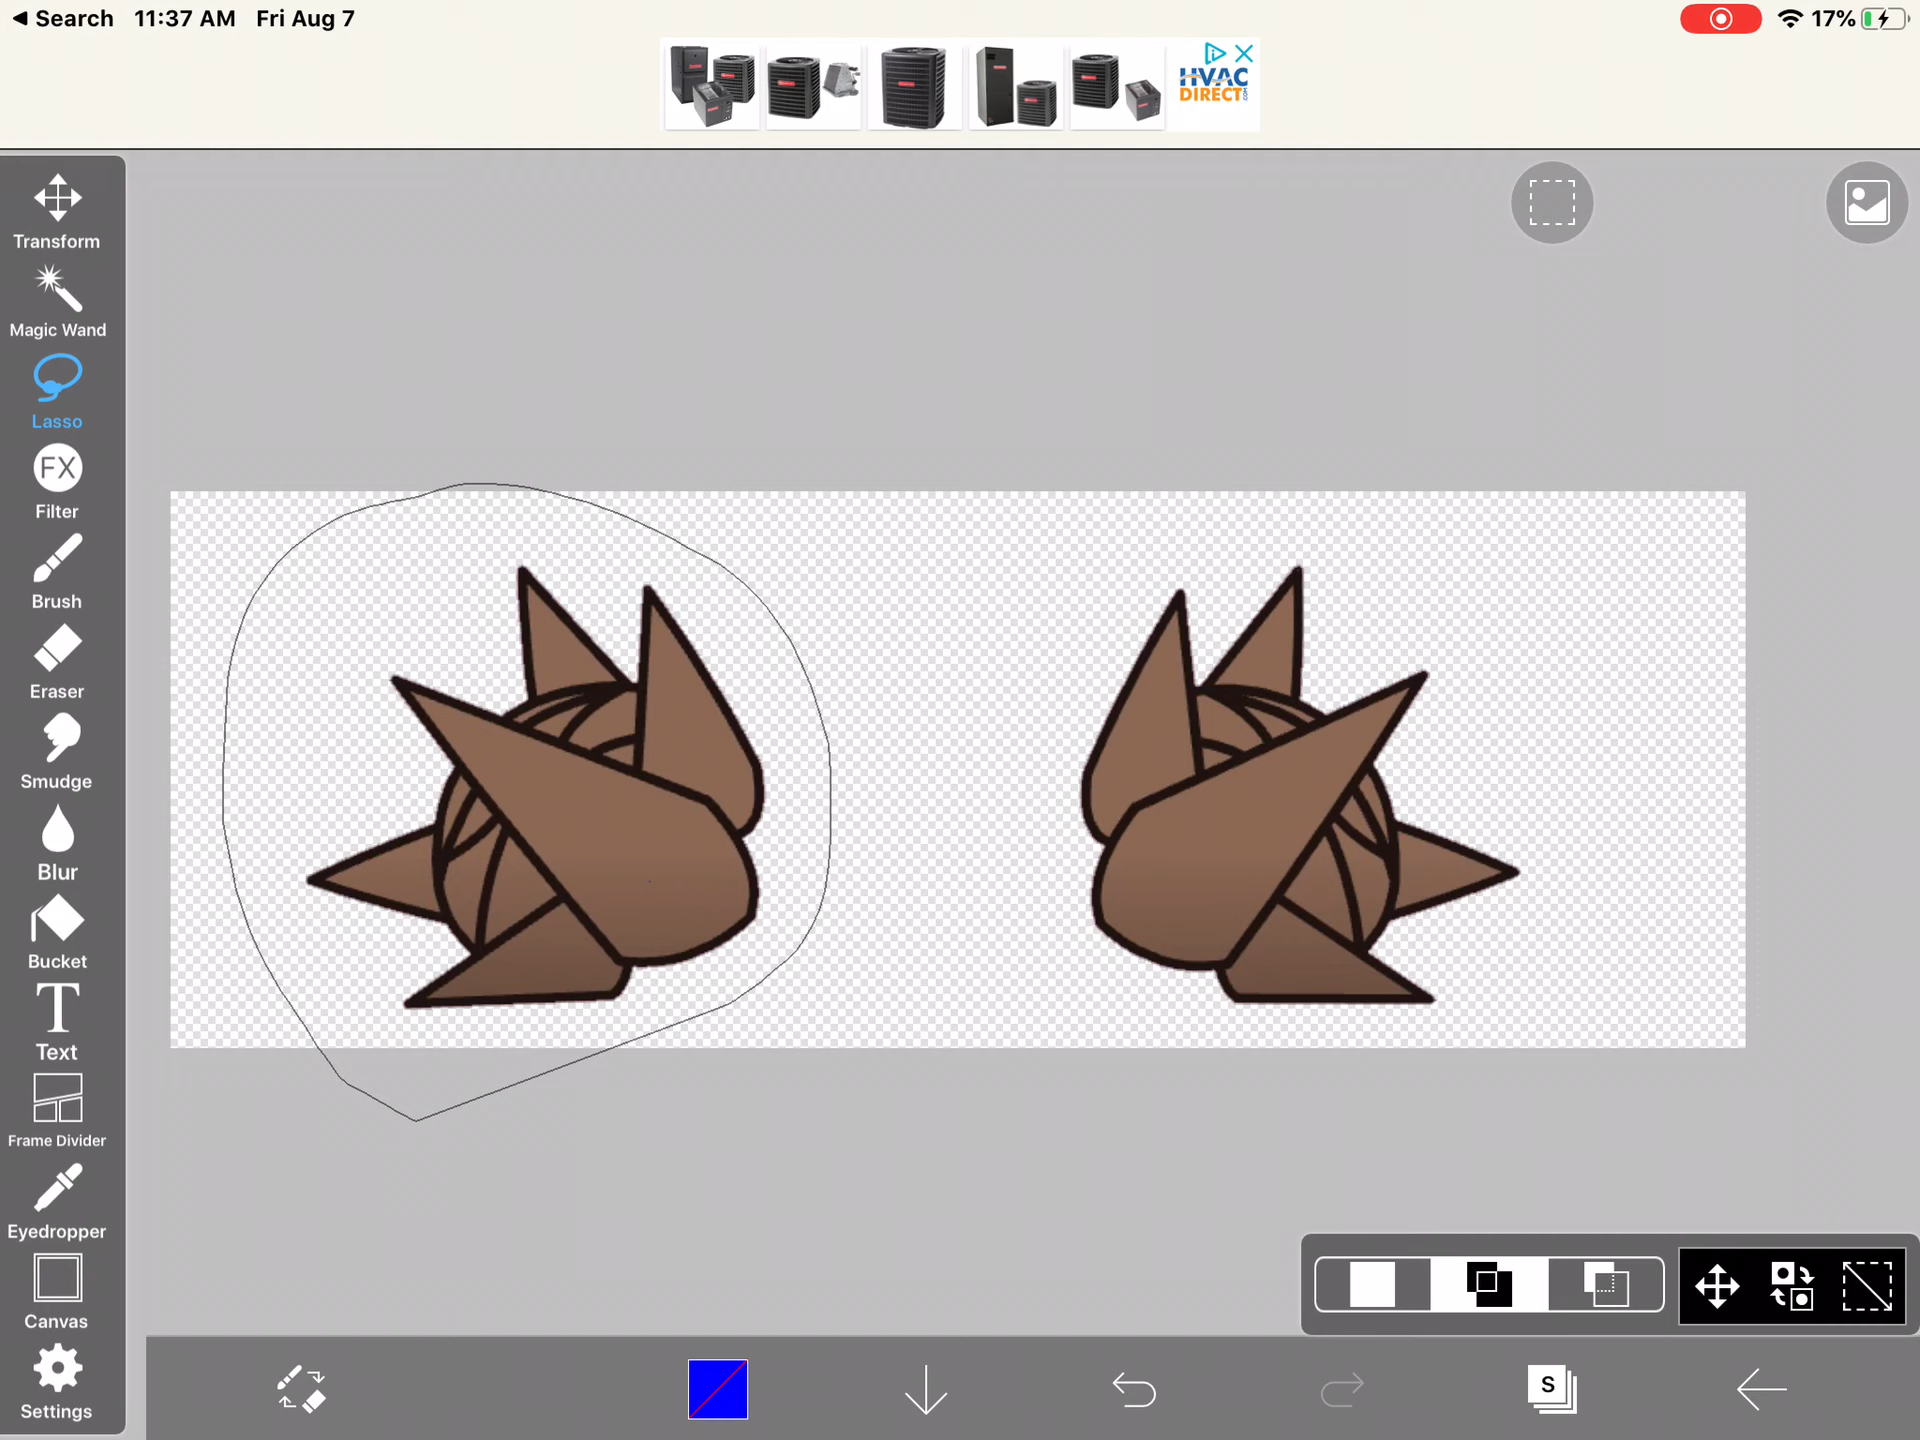 Search 11:37 AM Fri Aug 7
17%
HVAC
DIRECT.COM
Transform
Magic Wand
Lasso
FX
Filter
Brush
Eraser
Smudge
Blur
Bucket
T
Text
Frame Divider
Eyedropper
Canvas
Settings
S